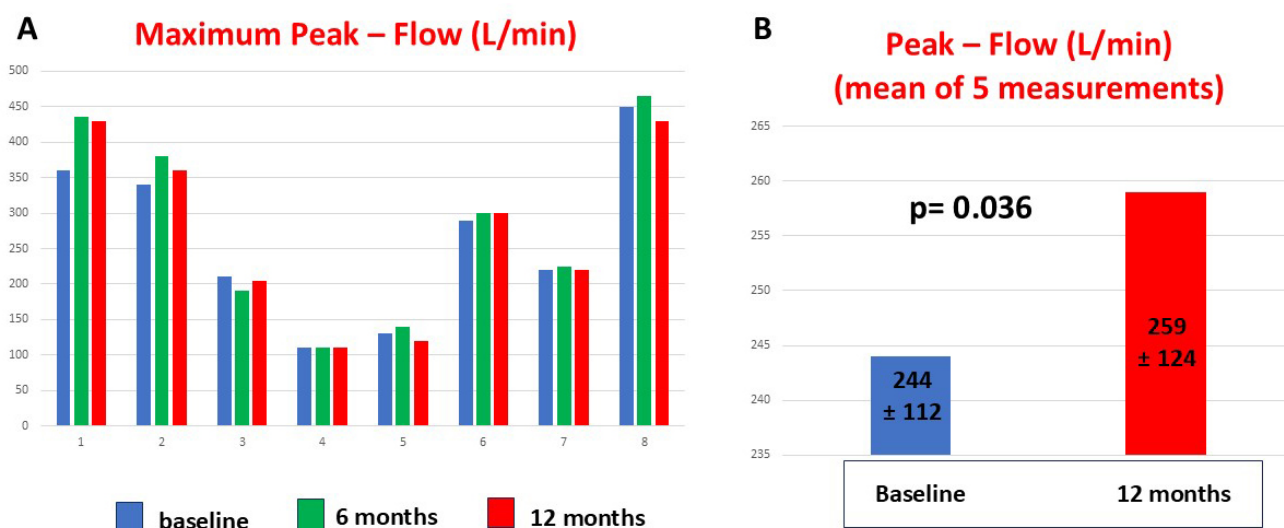 A
Maximum Peak – Flow (L/min)
500
450
400
350
300
250
200
150
100
50
0
1 2 3 4 5 6 7 8
baseline 6 months 12 months
B
Peak – Flow (L/min)
(mean of 5 measurements)
265
260
255
250
245
240
235
p= 0.036
244
± 112
259
± 124
Baseline 12 months